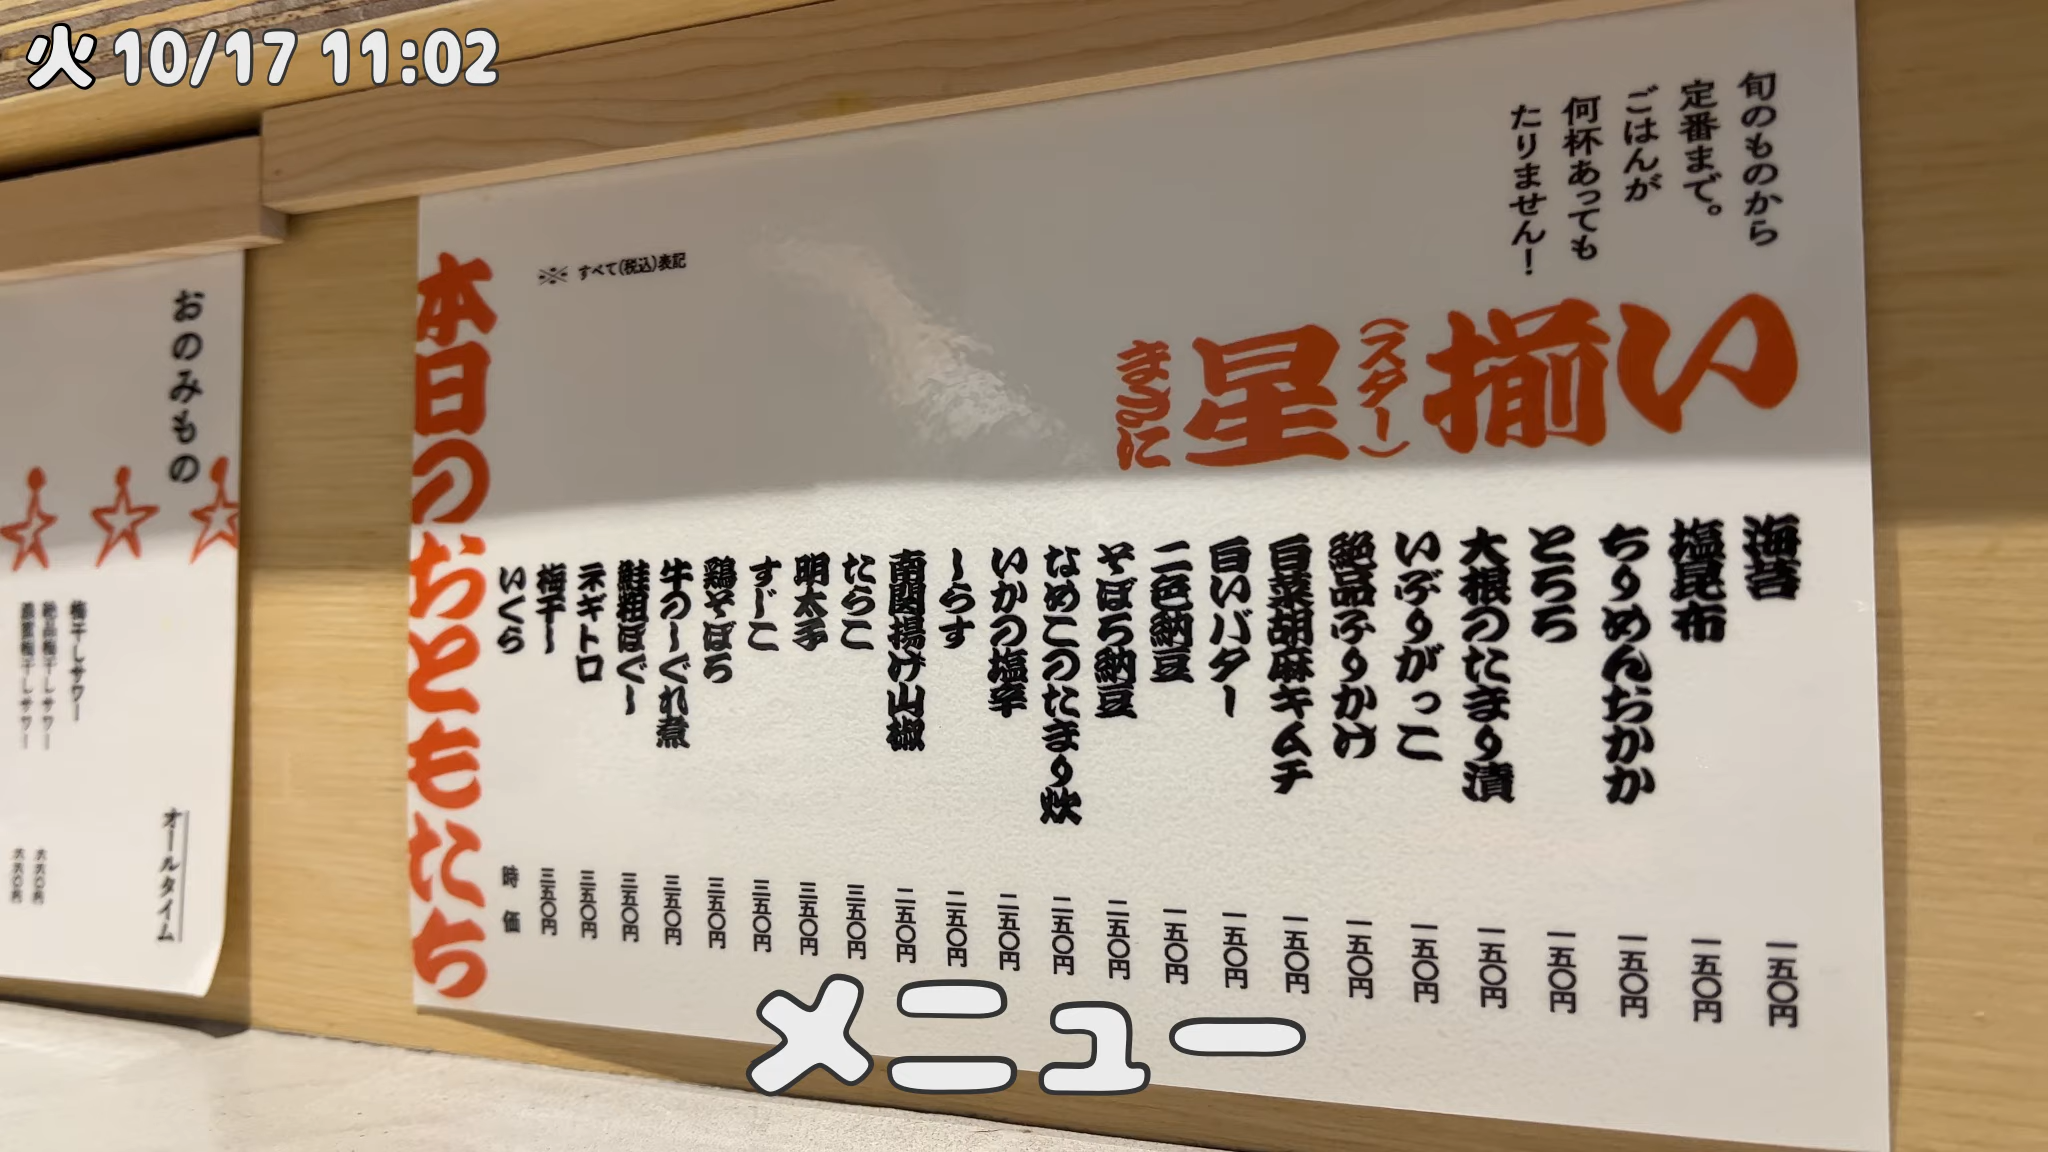 火 10/17 11:02
旬のものから
定番まで。
ごはんが
何杯あっても
たりません!
まさに星(スター)揃い
海苔 一五〇円
塩昆布 一五〇円
ちりめんおかか 一五〇円
とろろ 一五〇円
大根のたまり漬 一五〇円
いぶりがっこ 一五〇円
絶品ふりかけ 一五〇円
白菜胡麻キムチ 一五〇円
白いバター 一五〇円
二色納豆 一五〇円
そぼろ納豆 二五〇円
なめこのたまり炊 二五〇円
いかの塩辛 二五〇円
しらす 二五〇円
南関揚げ山椒 二五〇円
たらこ 三五〇円
明太子 三五〇円
すじこ 三五〇円
鶏そぼろ 三五〇円
牛のしぐれ煮 三五〇円
鮭粗ほぐし 三五〇円
ネギトロ 三五〇円
梅干し 三五〇円
いくら 時価
※すべて(税込)表記
本日のおともたち
おのみもの
オールタイム
梅干しサワー
メニュー